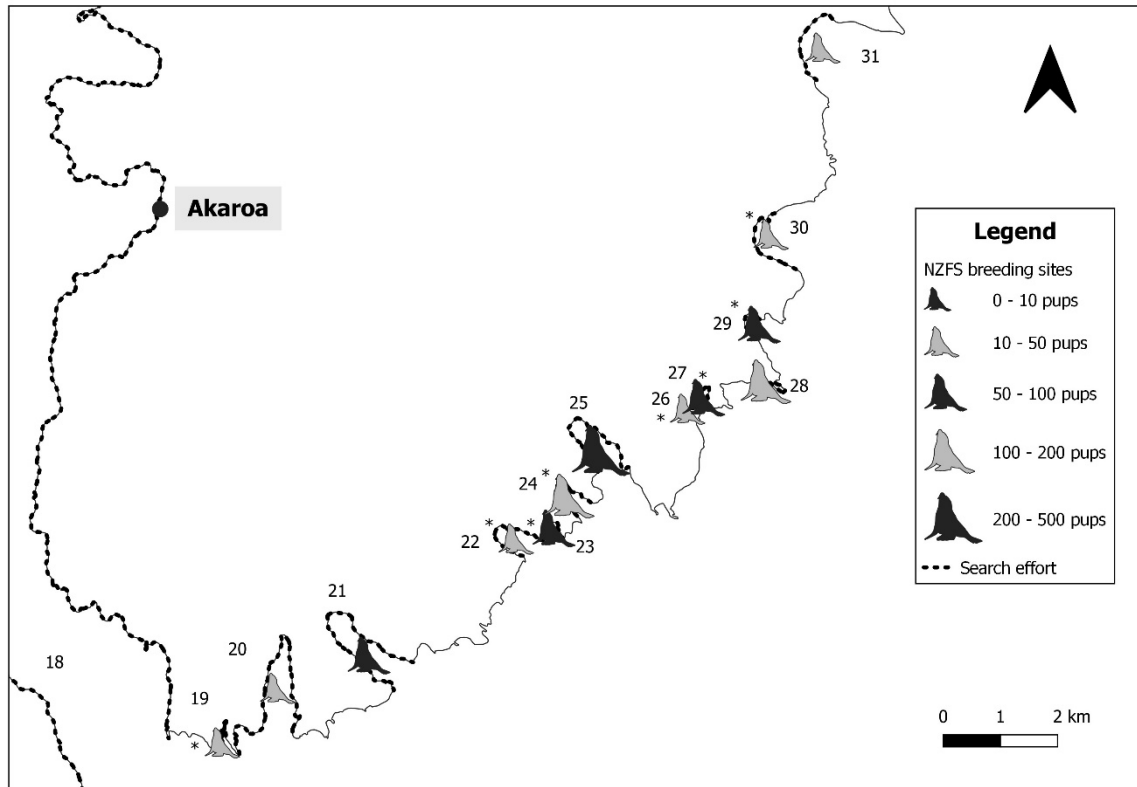 31
Akaroa
*
30
Legend
NZFS breeding sites
0 - 10 pups
10 - 50 pups
50 - 100 pups
100 - 200 pups
200 - 500 pups
Search effort
*
29
27
*
28
26
*
25
24
*
22
*
*
23
21
20
18
19
*
0 1 2 km